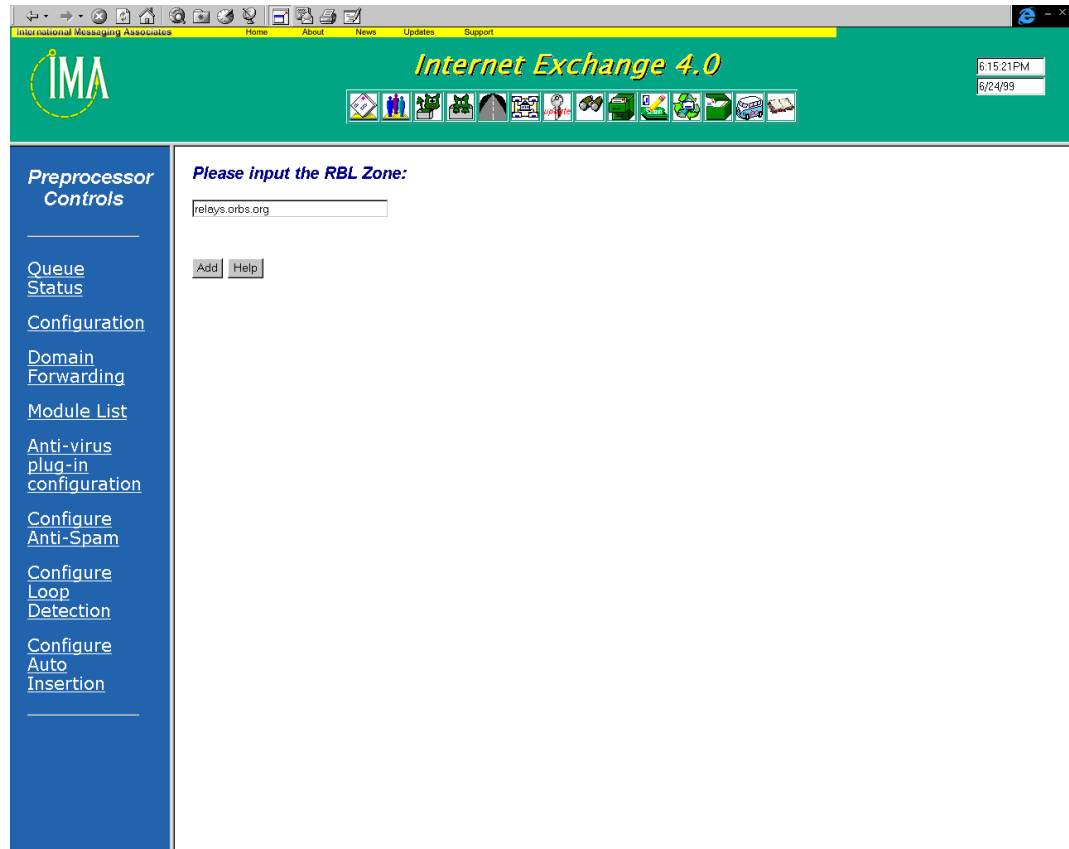 International Messaging Associates Home About News Updates Support
IMA
Internet Exchange 4.0
6:15:21PM
6/24/99
update
Preprocessor
Controls
Queue
Status
Configuration
Domain
Forwarding
Module List
Anti-virus
plug-in
configuration
Configure
Anti-Spam
Configure
Loop
Detection
Configure
Auto
Insertion
Please input the RBL Zone:
relays.orbs.org
Add Help